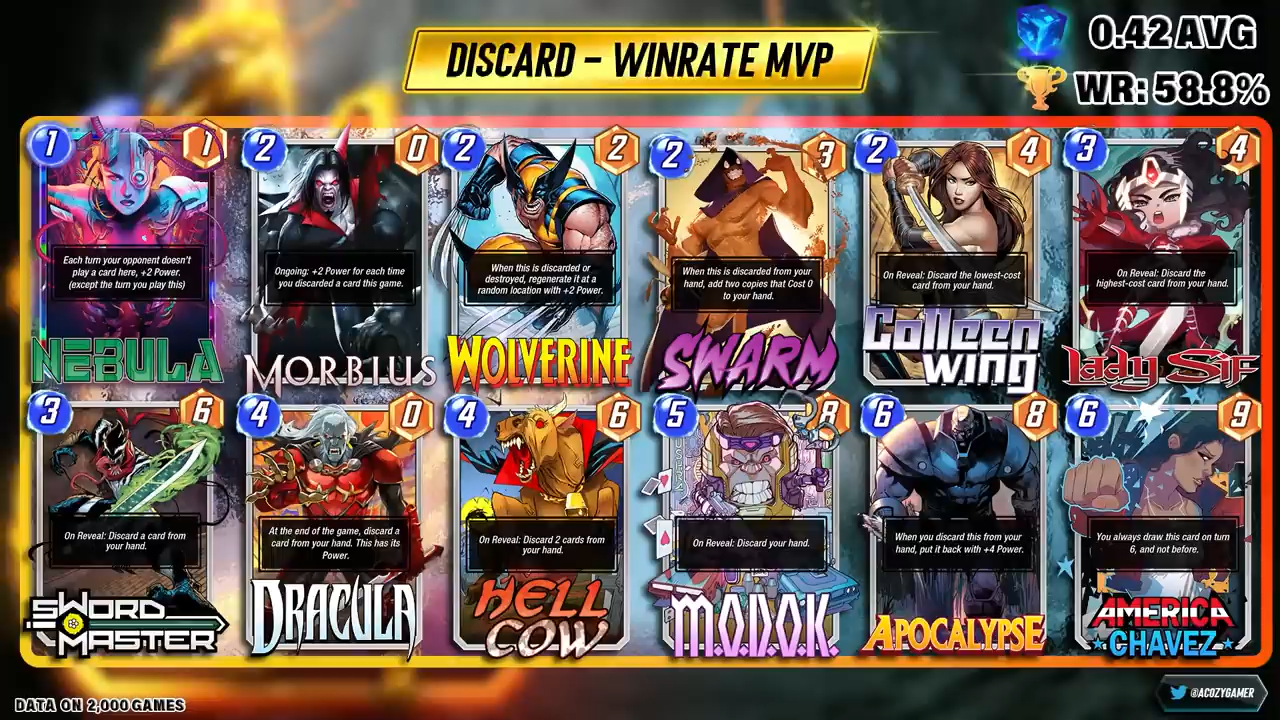 DISCARD - WINRATE MVP
0.42 AVG
WR: 58.8%
1
1
Each turn your opponent doesn't
play a card here, +2 Power.
(except the turn you play this)
NEBULA
2
0
Ongoing: +2 Power for each time
you discarded a card this game.
MORBIUS
2
2
When this is discarded or
destroyed, regenerate it at a
random location with +2 Power.
WOLVERINE
2
3
When this is discarded from your
hand, add two copies that Cost 0
to your hand.
SWARM
2
4
On Reveal: Discard the lowest-cost
card from your hand.
Colleen
wing
3
4
On Reveal: Discard the
highest-cost card from your hand.
Lady Sif
3
6
On Reveal: Discard a card from
your hand.
SWORD
MASTER
4
0
At the end of the game, discard a
card from your hand. This has its
Power.
DRACULA
4
6
On Reveal: Discard 2 cards from
your hand.
HELL
COW
5
8
On Reveal: Discard your hand.
M.O.D.O.K.
6
8
When you discard this from your
hand, put it back with +4 Power.
APOCALYPSE
6
9
You always draw this card on turn
6, and not before.
AMERICA
CHAVEZ
DATA ON 2,000 GAMES
@ACOZYGAMER